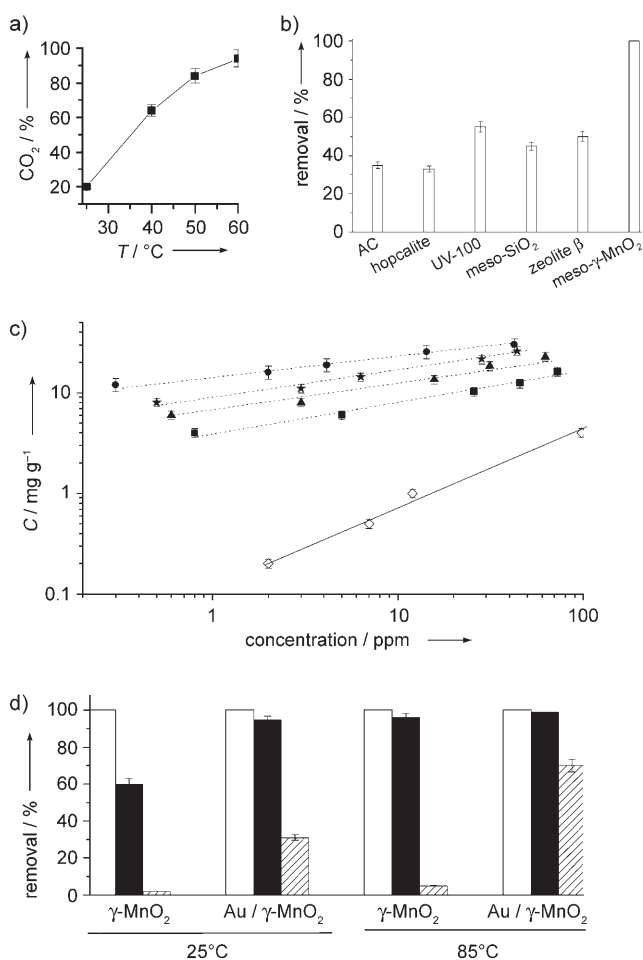 a)
CO₂ / %
100
80
60
40
20
30 40 50 60
T / °C
b)
removal / %
100
80
60
40
20
0
AC
hopcalite
UV-100
meso-SiO₂
zeolite β
meso-γ-MnO₂
c)
C / mg g⁻¹
10
1
0.1
1 10 100
concentration / ppm
d)
removal / %
100
80
60
40
20
0
γ-MnO₂ Au / γ-MnO₂ γ-MnO₂ Au / γ-MnO₂
25°C 85°C